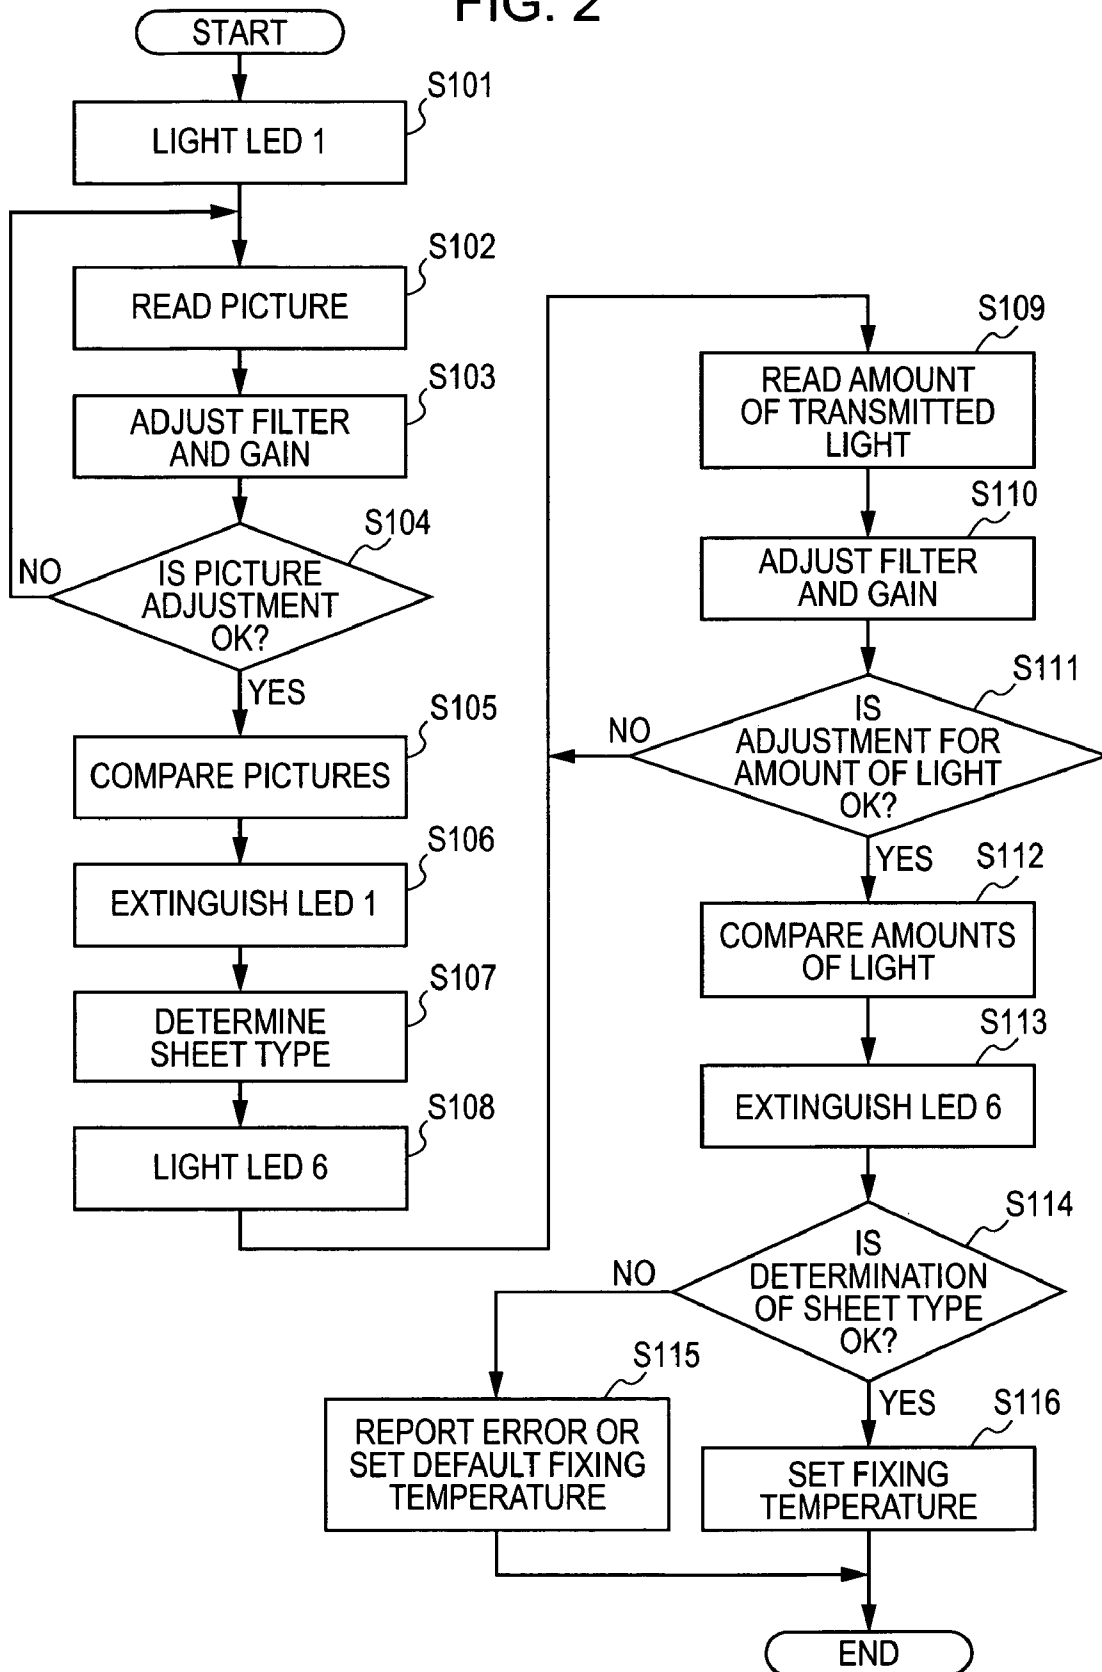 FIG. 2
START
S101
LIGHT LED 1
S102
READ PICTURE
S103
ADJUST FILTER
AND GAIN
S104
NO
IS PICTURE
ADJUSTMENT
OK?
YES
S105
COMPARE PICTURES
S106
EXTINGUISH LED 1
S107
DETERMINE
SHEET TYPE
S108
LIGHT LED 6
S109
READ AMOUNT
OF TRANSMITTED
LIGHT
S110
ADJUST FILTER
AND GAIN
S111
NO
IS
ADJUSTMENT FOR
AMOUNT OF LIGHT
OK?
YES
S112
COMPARE AMOUNTS
OF LIGHT
S113
EXTINGUISH LED 6
S114
NO
IS
DETERMINATION
OF SHEET TYPE
OK?
S115
REPORT ERROR OR
SET DEFAULT FIXING
TEMPERATURE
YES
S116
SET FIXING
TEMPERATURE
END